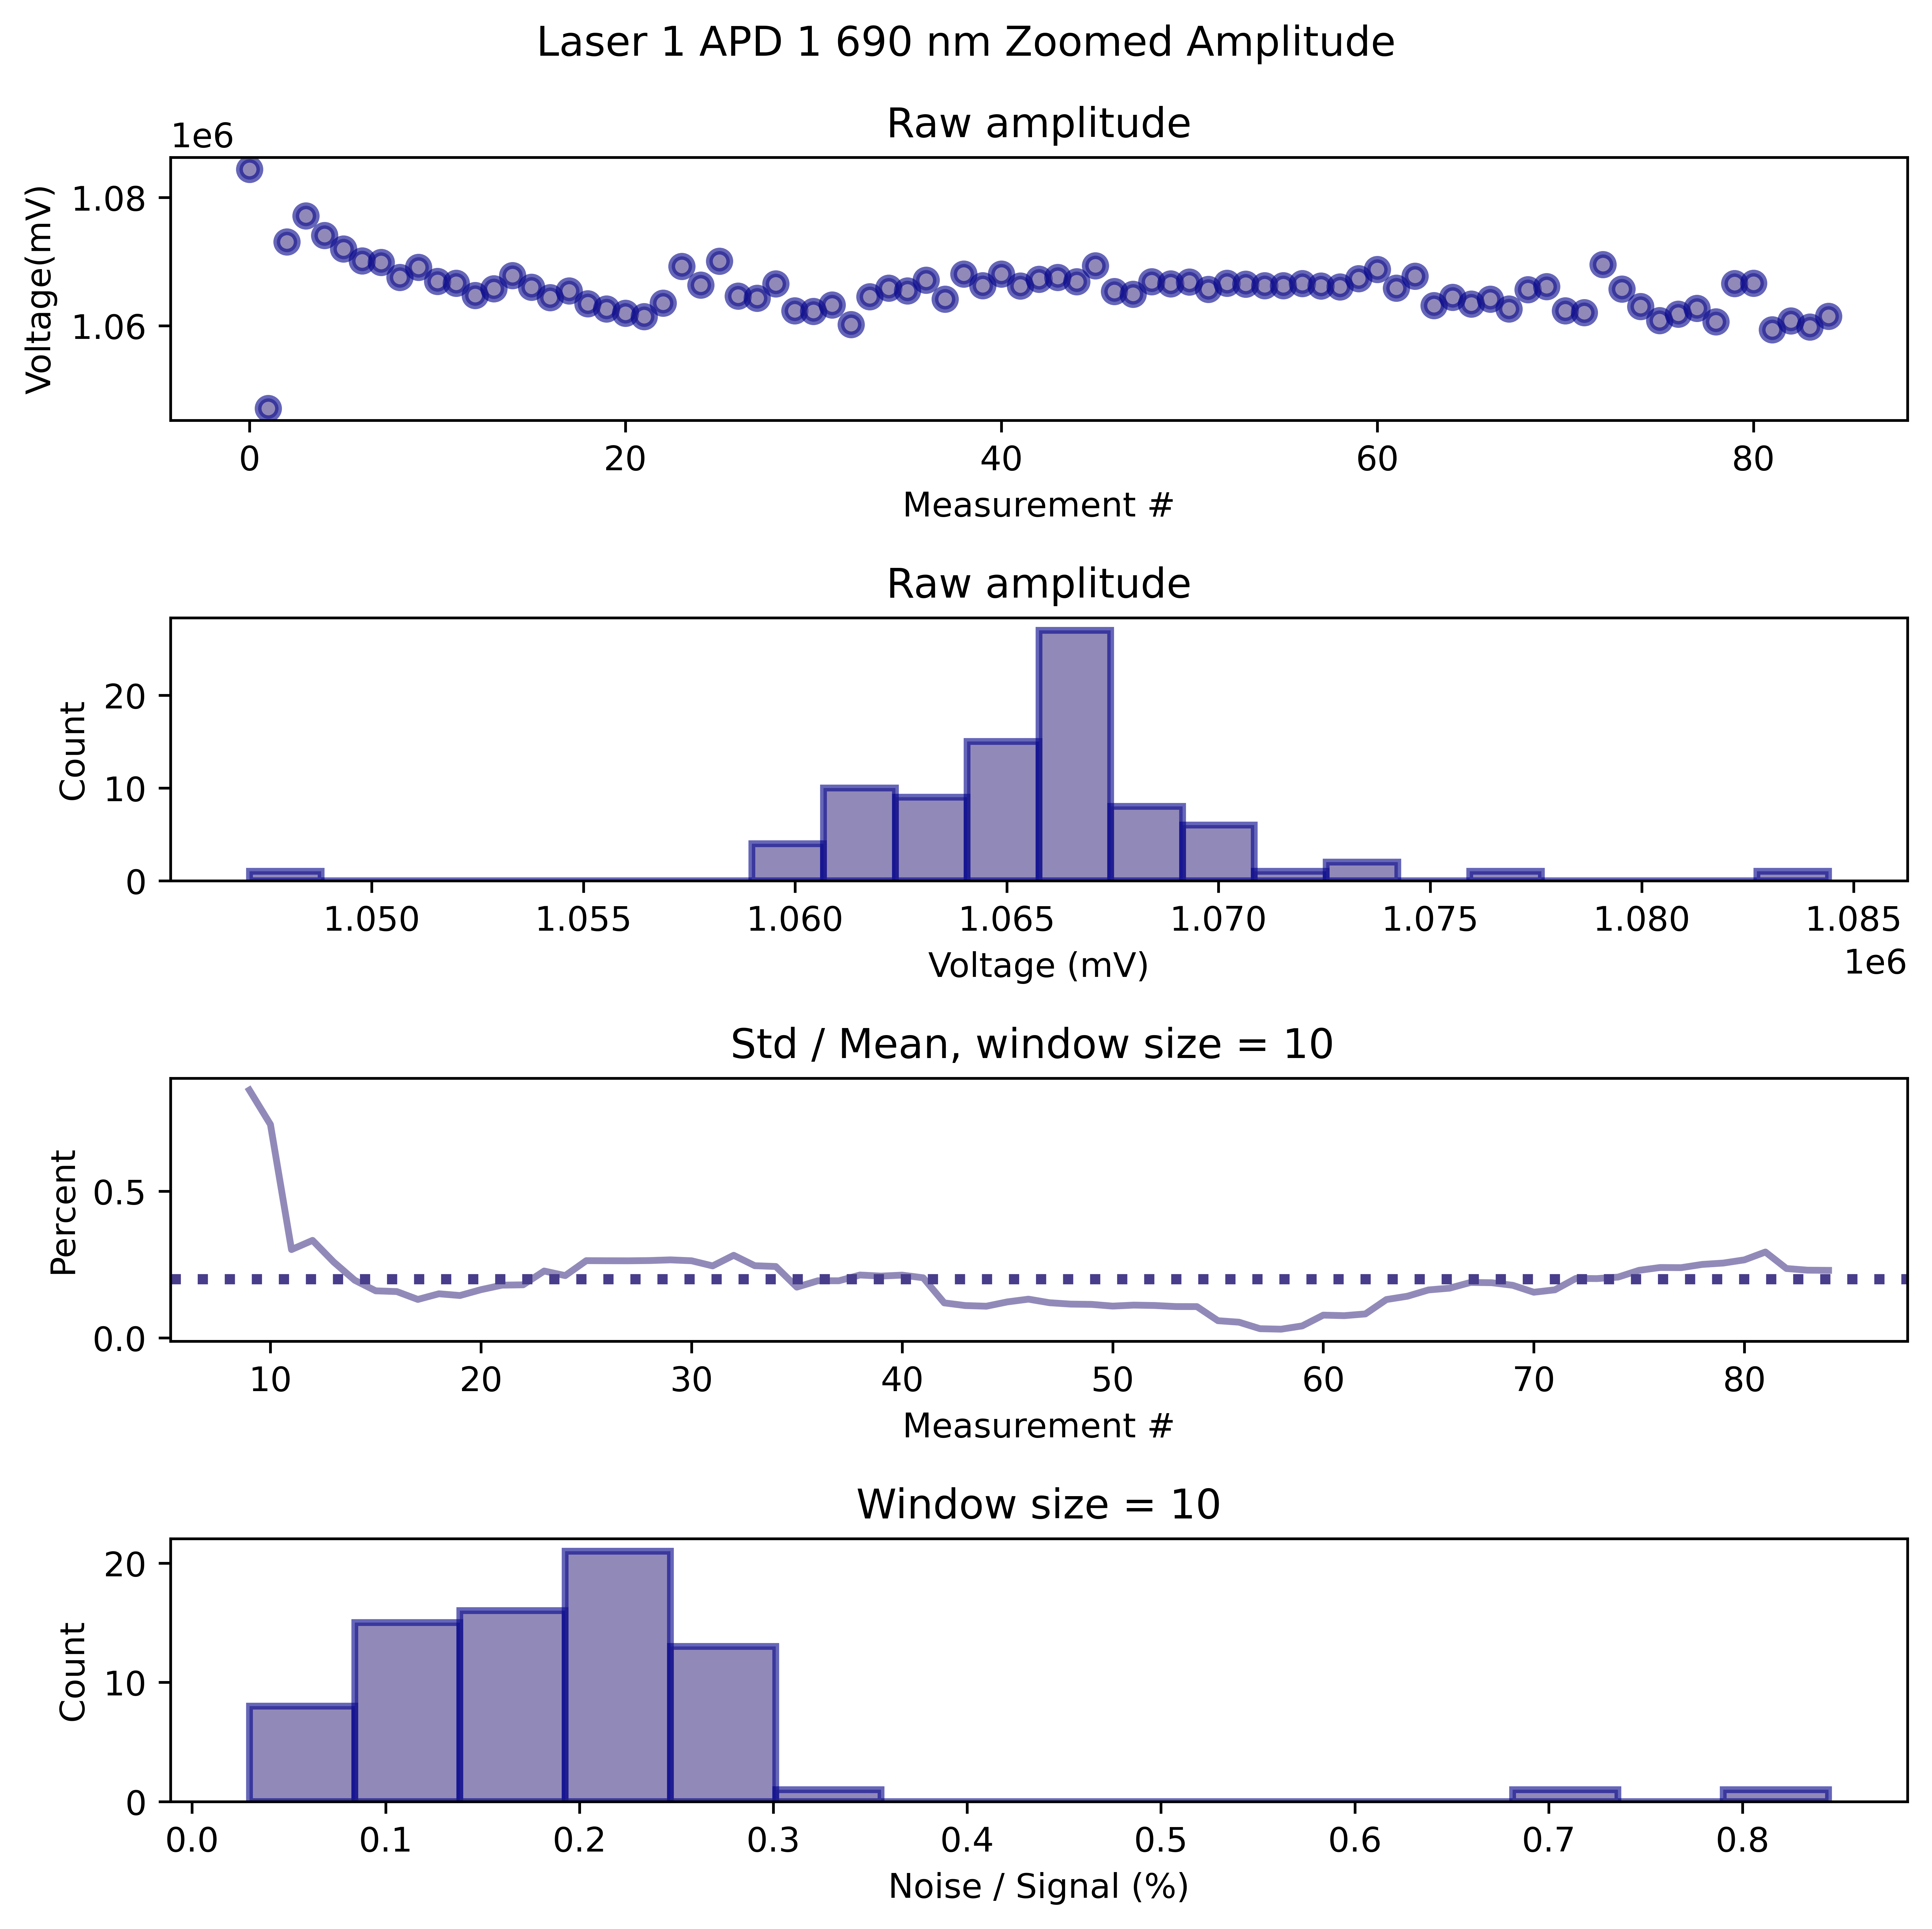 Laser 1 APD 1 690 nm Zoomed Amplitude
Raw amplitude
1e6
Voltage(mV)
1.08
1.06
0 20 40 60 80
Measurement #
Raw amplitude
Count
20
10
0
1.050 1.055 1.060 1.065 1.070 1.075 1.080 1.085
1e6
Voltage (mV)
Std / Mean, window size = 10
Percent
0.5
0.0
10 20 30 40 50 60 70 80
Measurement #
Window size = 10
Count
20
10
0
0.0 0.1 0.2 0.3 0.4 0.5 0.6 0.7 0.8
Noise / Signal (%)